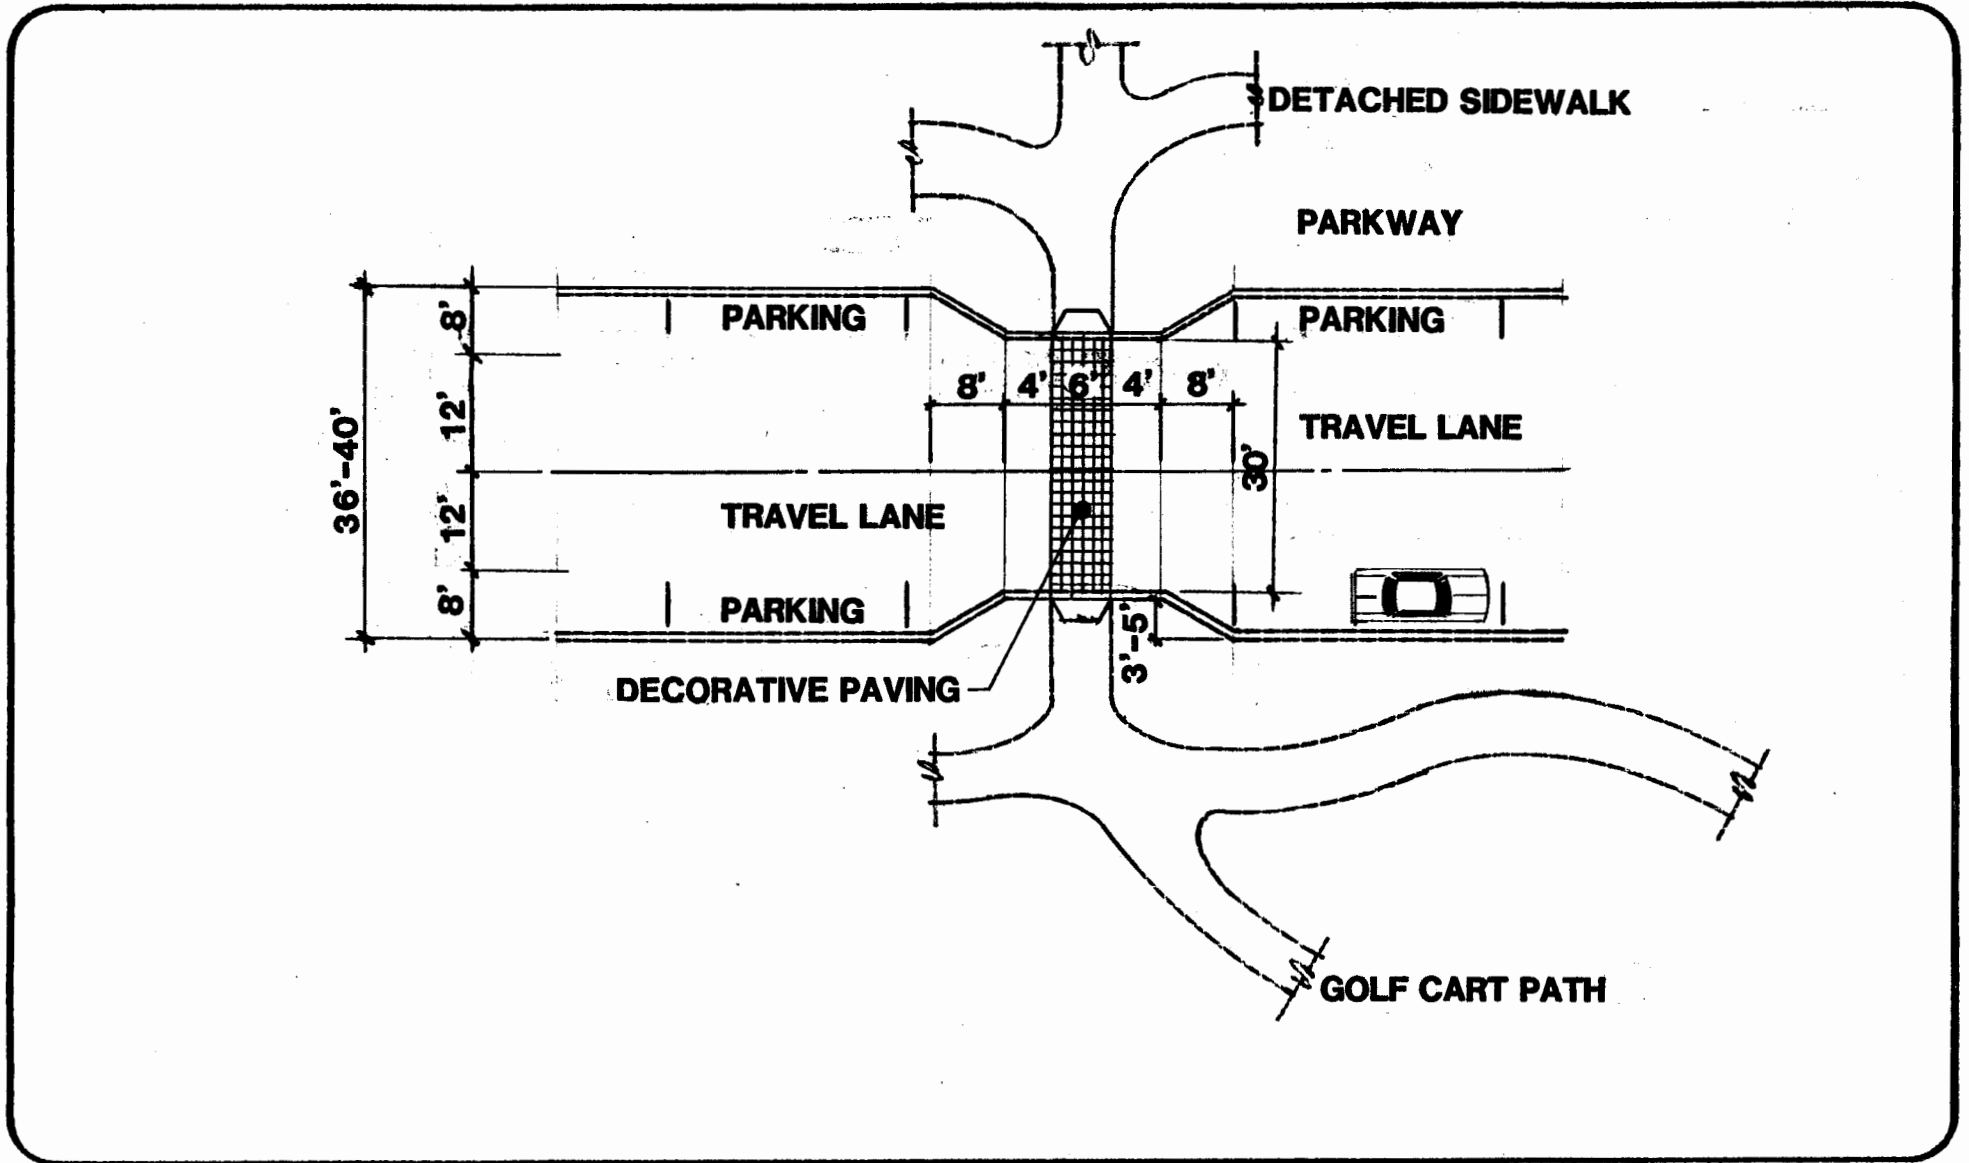 DETACHED SIDEWALK
PARKWAY
8'
PARKING
PARKING
12'
8'
4'
6'
4'
8'
TRAVEL LANE
36'-40'
30'
12'
TRAVEL LANE
8'
PARKING
3'-5'
DECORATIVE PAVING
GOLF CART PATH